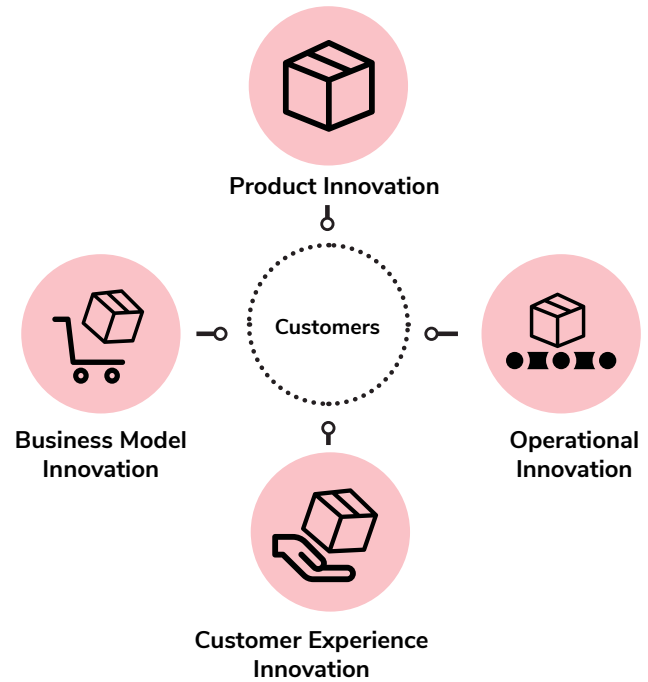 Product Innovation
Customers
Business Model
Innovation
Operational
Innovation
Customer Experience
Innovation